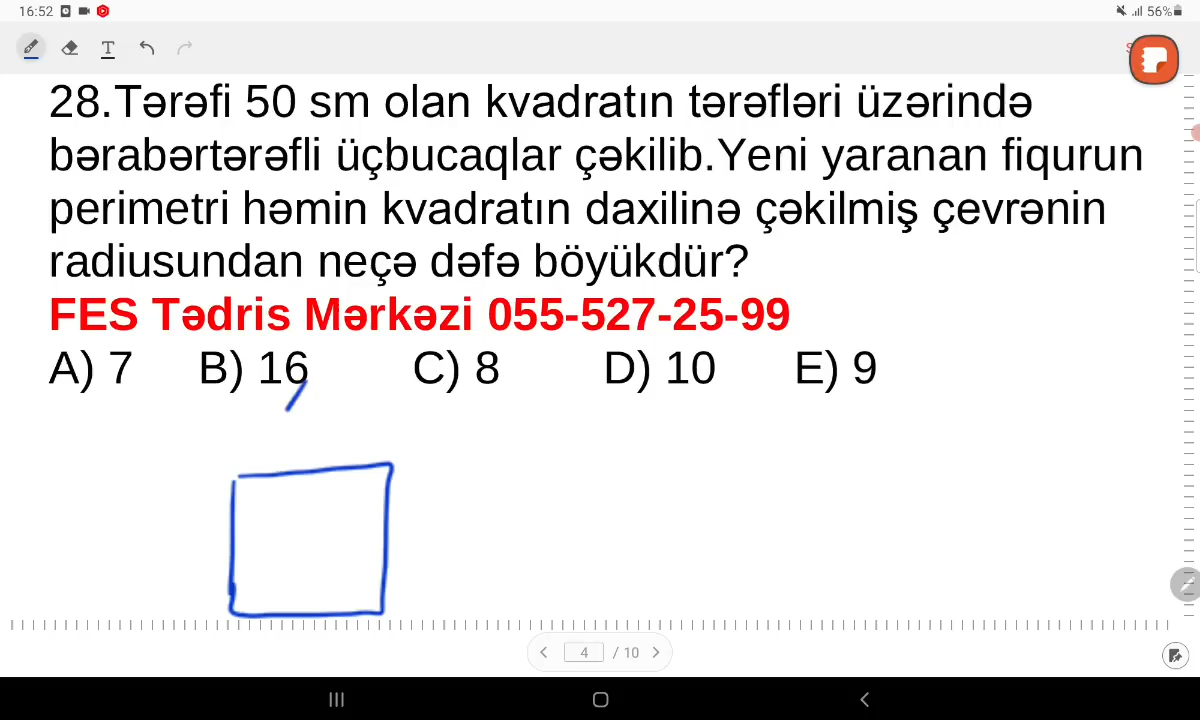 16:52 56%
28.Tərəfi 50 sm olan kvadratın tərəfləri üzərində
bərabərtərəfli üçbucaqlar çəkilib.Yeni yaranan fiqurun
perimetri həmin kvadratın daxilinə çəkilmiş çevrənin
radiusundan neçə dəfə böyükdür?
FES Tədris Mərkəzi 055-527-25-99
A) 7 B) 16 C) 8 D) 10 E) 9
4 / 10